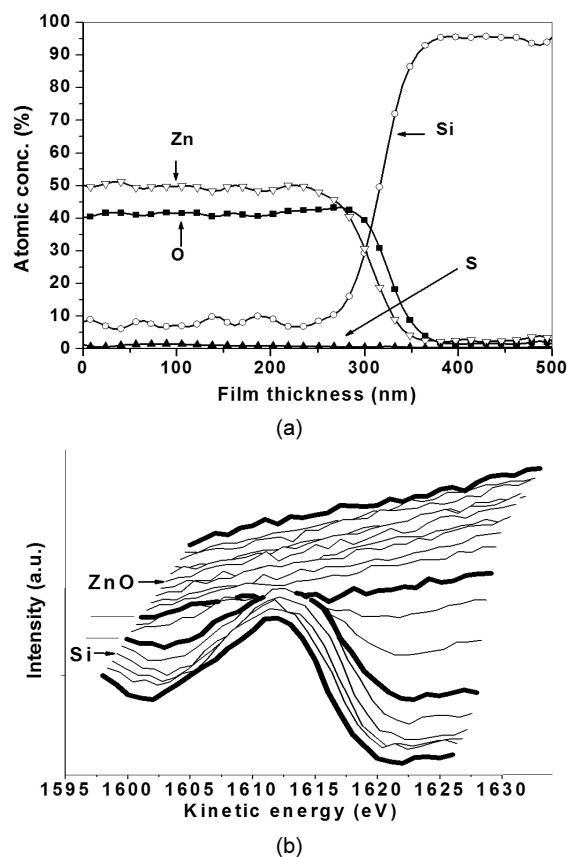 100
90
80
70
60
50
40
30
20
10
0
Atomic conc. (%)
Zn
O
Si
S
0 100 200 300 400 500
Film thickness (nm)
(a)
Intensity (a.u.)
ZnO
Si
1595 1600 1605 1610 1615 1620 1625 1630
Kinetic energy (eV)
(b)